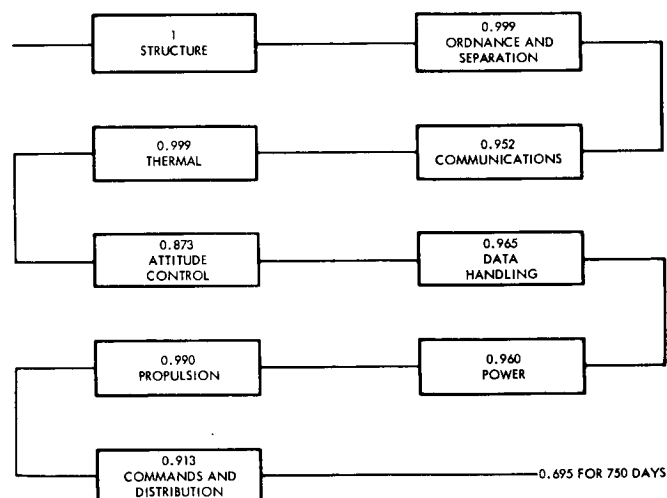 1
STRUCTURE
0.999
ORDNANCE AND
SEPARATION
0.952
COMMUNICATIONS
0.999
THERMAL
0.873
ATTITUDE
CONTROL
0.965
DATA
HANDLING
0.960
POWER
0.990
PROPULSION
0.913
COMMANDS AND
DISTRIBUTION
0.695 FOR 750 DAYS